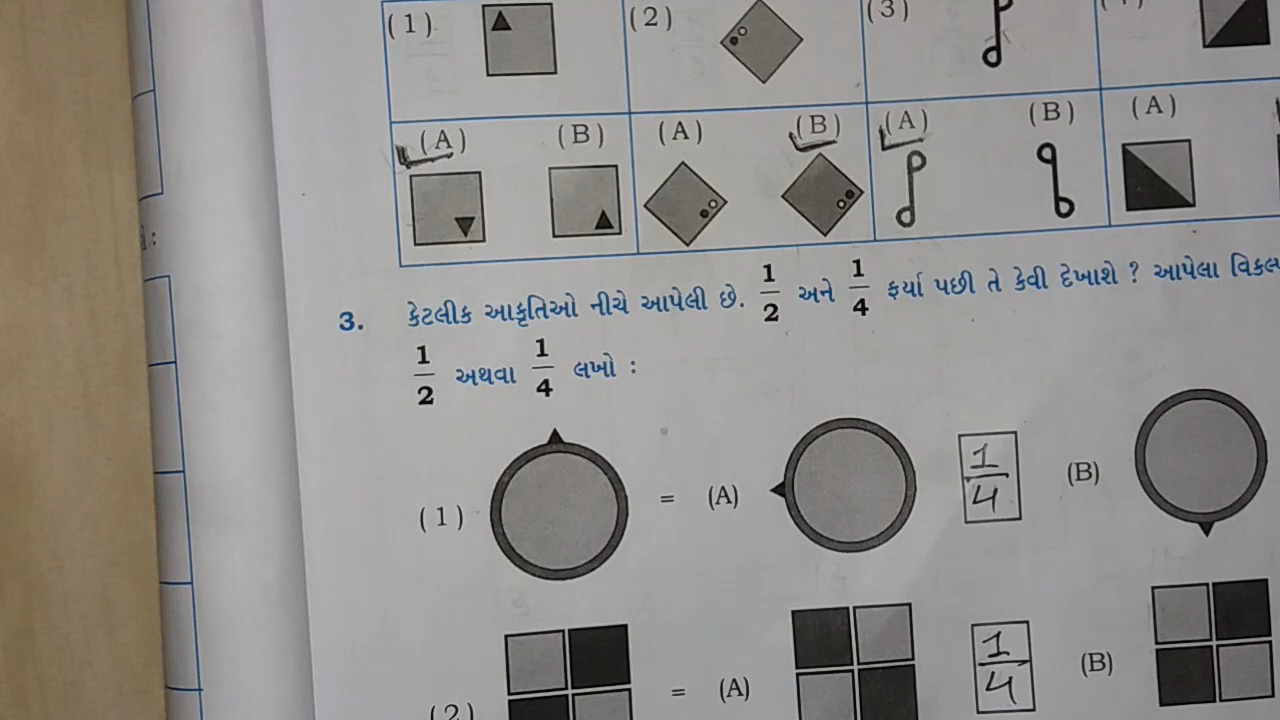 (1) (2) (3)
(A) (B) (A) (B) (A) (B) (A)
3. કેટલીક આકૃતિઓ નીચે આપેલી છે. 1/2 અને 1/4 ફર્યા પછી તે કેવી દેખાશે ? આપેલા
1/2 અથવા 1/4 લખો :
(1) = (A) 1/4 (B)
(2) = (A) 1/4 (B)